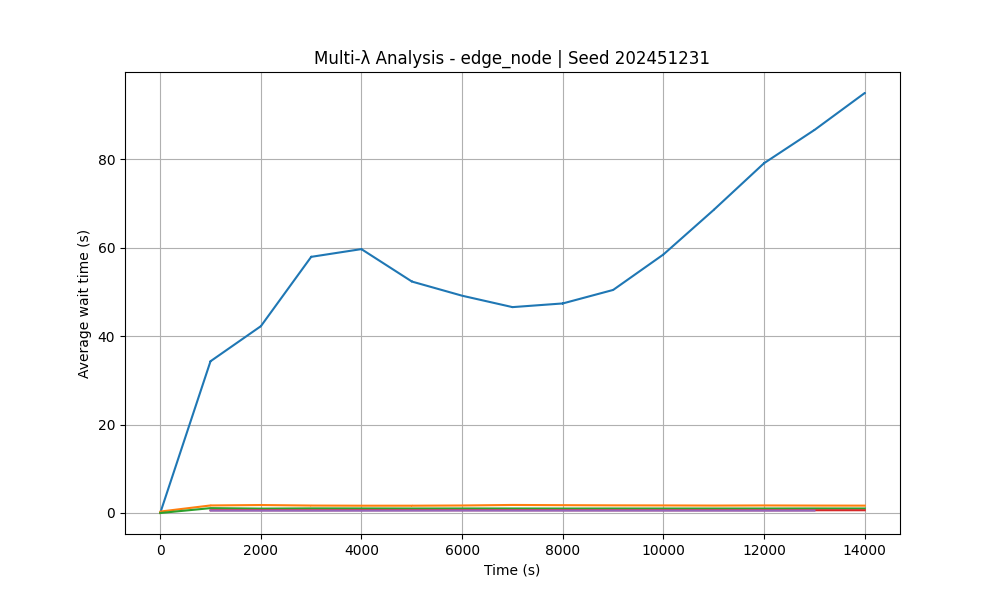 Multi-λ Analysis - edge_node | Seed 202451231
Average wait time (s)
80
60
40
20
0
0 2000 4000 6000 8000 10000 12000 14000
Time (s)